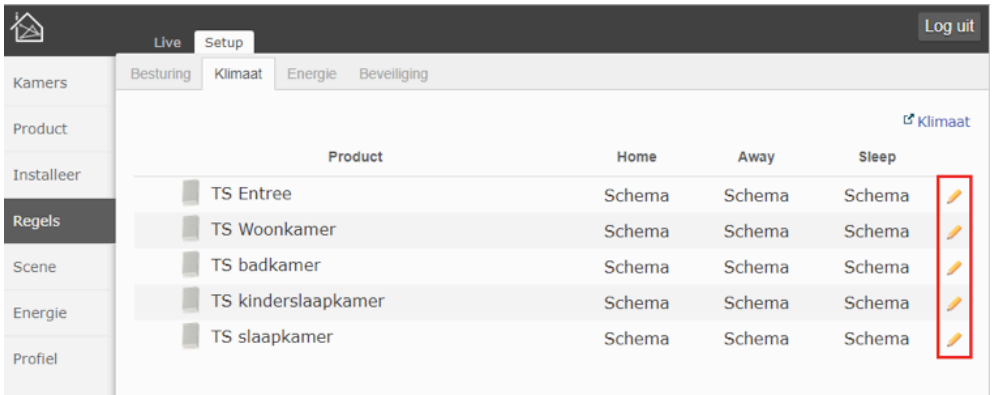 Log uit
Live Setup
Besturing Klimaat Energie Beveiliging
Kamers
Product
Installeer
Regels
Scene
Energie
Profiel
Klimaat
Product Home Away Sleep
TS Entree Schema Schema Schema
TS Woonkamer Schema Schema Schema
TS badkamer Schema Schema Schema
TS kinderslaapkamer Schema Schema Schema
TS slaapkamer Schema Schema Schema